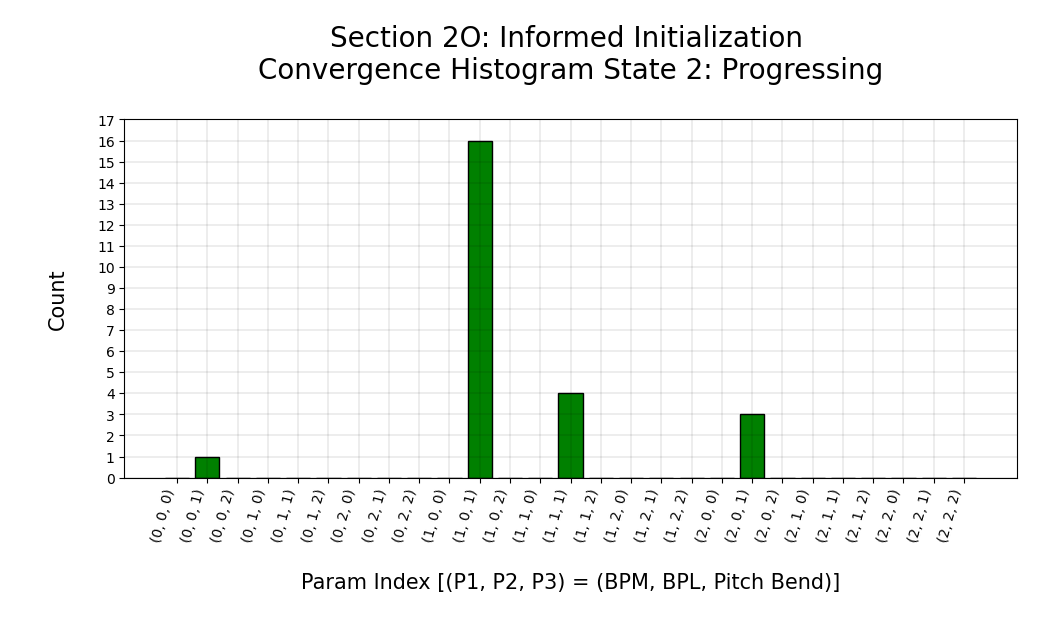 Section 2O: Informed Initialization
Convergence Histogram State 2: Progressing
Count
17
16
15
14
13
12
11
10
9
8
7
6
5
4
3
2
1
0
(0, 0, 0)
(0, 0, 1)
(0, 0, 2)
(0, 1, 0)
(0, 1, 1)
(0, 1, 2)
(0, 2, 0)
(0, 2, 1)
(0, 2, 2)
(1, 0, 0)
(1, 0, 1)
(1, 0, 2)
(1, 1, 0)
(1, 1, 1)
(1, 1, 2)
(1, 2, 0)
(1, 2, 1)
(1, 2, 2)
(2, 0, 0)
(2, 0, 1)
(2, 0, 2)
(2, 1, 0)
(2, 1, 1)
(2, 1, 2)
(2, 2, 0)
(2, 2, 1)
(2, 2, 2)
Param Index [(P1, P2, P3) = (BPM, BPL, Pitch Bend)]